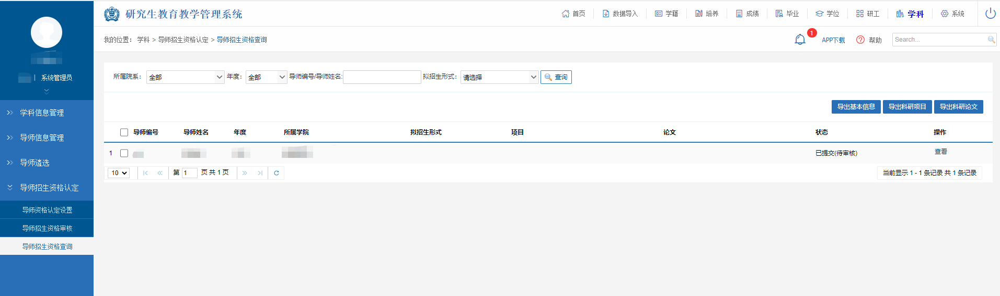 研究生教育教学管理系统
首页 数据导入 学籍 培养 成绩 毕业 学位 研工 学科 系统
我的位置： 学科 > 导师招生资格认定 > 导师招生资格查询
1 APP下载 帮助 Search...
系统管理员
学科信息管理
导师信息管理
导师遴选
导师招生资格认定
导师资格认定设置
导师招生资格审核
导师招生资格查询
所属院系： 全部 年度： 全部 导师编号/导师姓名: 拟招生形式： 请选择 查询
导出基本信息 导出科研项目 导出科研论文
导师编号 导师姓名 年度 所属学院 拟招生形式 项目 论文 状态 操作
1 已提交(待审核) 查看
10 第 1 页 共 1 页 当前显示 1 - 1 条记录 共 1 条记录